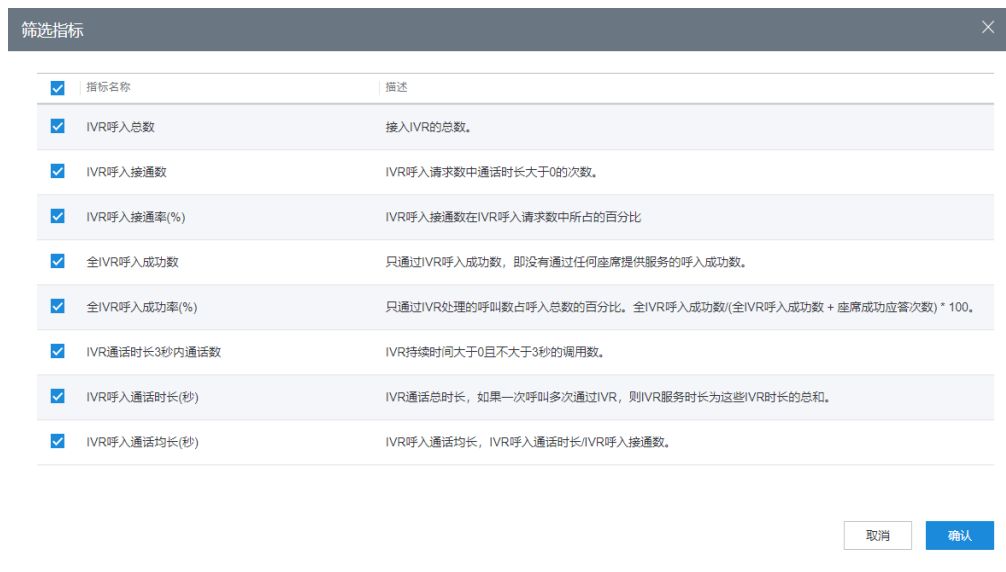 筛选指标
指标名称 描述
IVR呼入总数 接入IVR的总数。
IVR呼入接通数 IVR呼入请求数中通话时长大于0的次数。
IVR呼入接通率(%) IVR呼入接通数在IVR呼入请求数中所占的百分比
全IVR呼入成功数 只通过IVR呼入成功数，即没有通过任何座席提供服务的呼入成功数。
全IVR呼入成功率(%) 只通过IVR处理的呼叫数占呼入总数的百分比。全IVR呼入成功数/(全IVR呼入成功数 + 座席成功应答次数) * 100。
IVR通话时长3秒内通话数 IVR持续时间大于0且不大于3秒的调用数。
IVR呼入通话时长(秒) IVR通话总时长，如果一次呼叫多次通过IVR，则IVR服务时长为这些IVR时长的总和。
IVR呼入通话均长(秒) IVR呼入通话均长，IVR呼入通话时长/IVR呼入接通数。
取消 确认